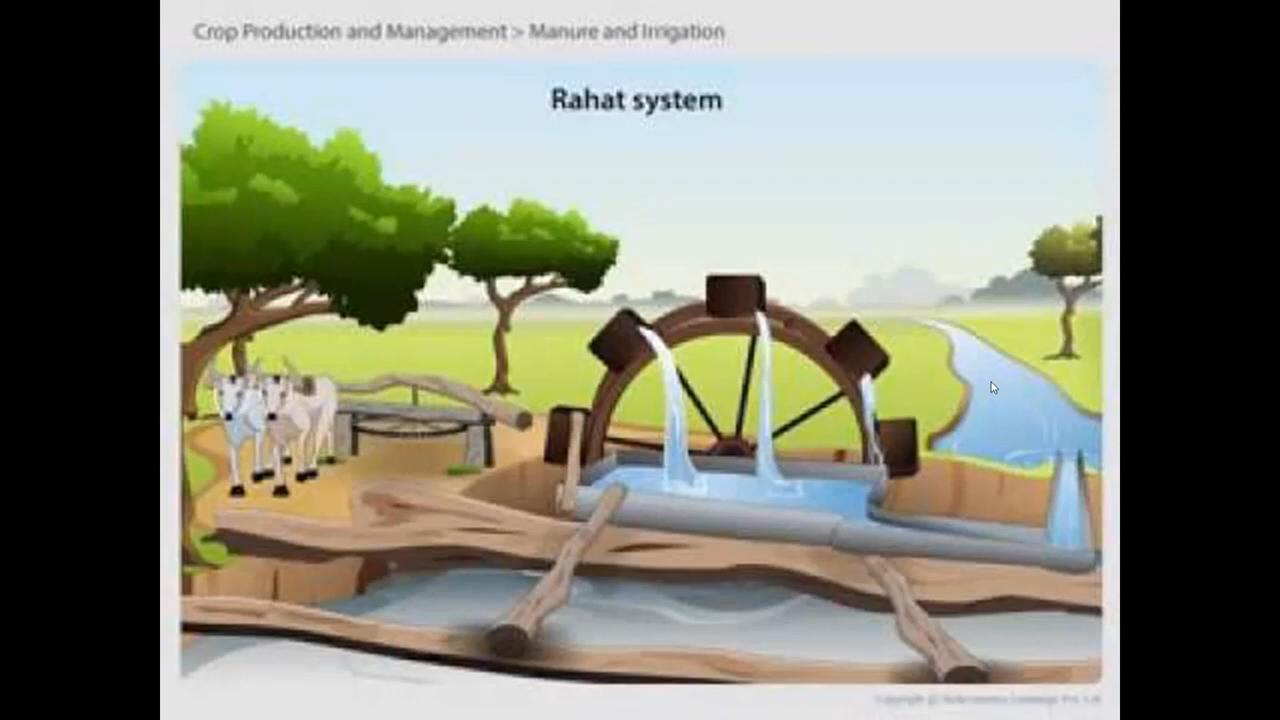 Crop Production and Management > Manure and Irrigation
Rahat system